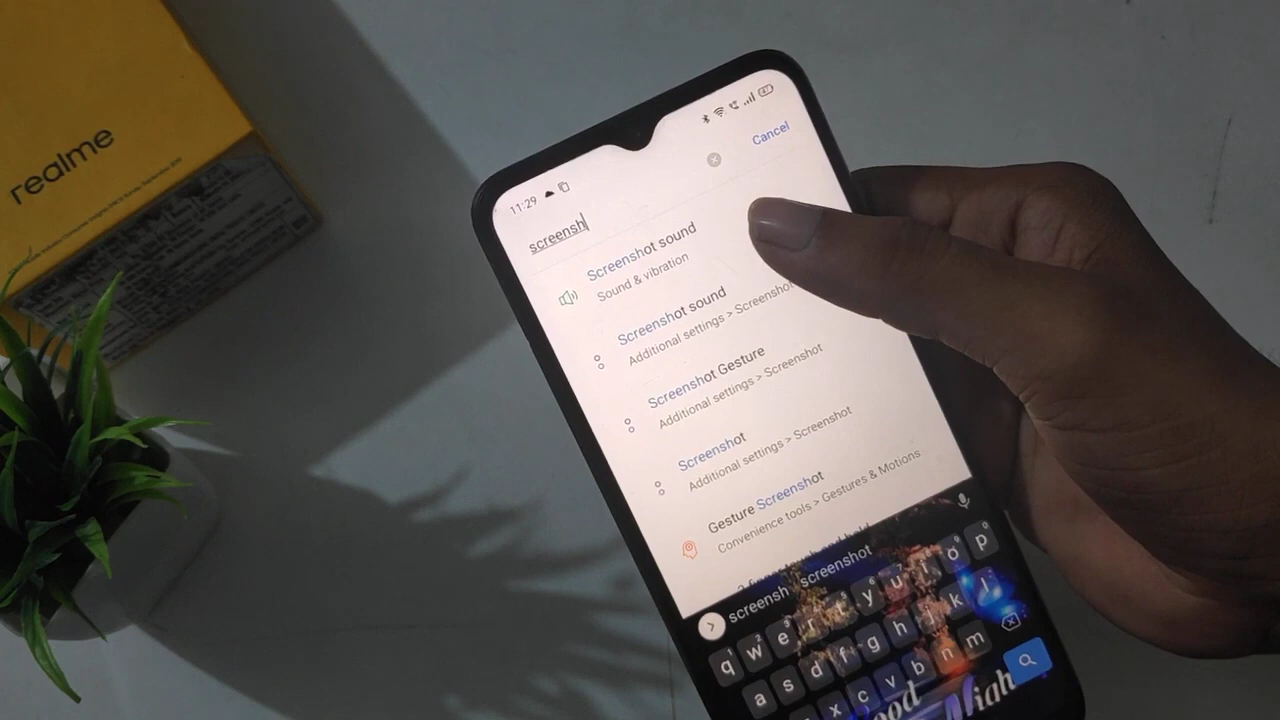 realme
11:29
47
Cancel
screensh
Screenshot sound
Sound & vibration
Screenshot sound
Additional settings > Screenshot
Screenshot Gesture
Additional settings > Screenshot
Screenshot
Additional settings > Screenshot
Gesture Screenshot
Convenience tools > Gestures & Motions
screensh screenshot
q w e r t y u i o p
a s d f g h j k l
x c v b n m